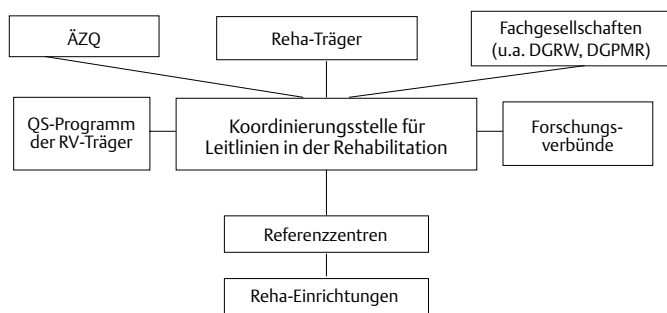 ÄZQ
Reha-Träger
Fachgesellschaften
(u.a. DGRW, DGPMR)
QS-Programm
der RV-Träger
Koordinierungsstelle für
Leitlinien in der Rehabilitation
Forschungs-
verbünde
Referenzzentren
Reha-Einrichtungen